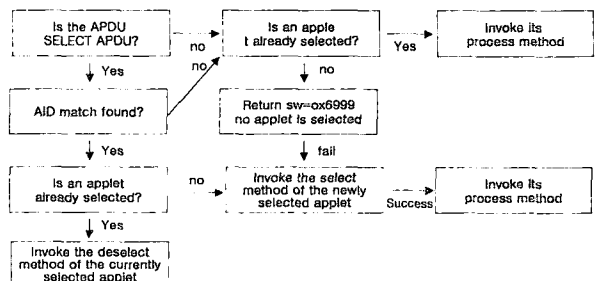 Is the APDU
SELECT APDU?
no
Is an apple
t already selected?
Yes
Invoke its
process method
Yes
no
no
AID match found?
Return sw=ox6999
no applet is selected
Yes
fail
Is an applet
already selected?
no
Invoke the select
method of the newly
selected applet
Success
Invoke its
process method
Yes
Invoke the deselect
method of the currently
selected applet